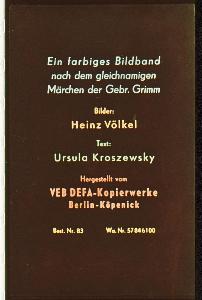 Ein farbiges Bildband
nach dem gleichnamigen
Märchen der Gebr. Grimm
Bilder:
Heinz Völkel
Text:
Ursula Kroszewsky
Hergestellt vom
VEB DEFA-Kopierwerke
Berlin-Köpenick
Best. Nr. 83 Wa. Nr. 57846100